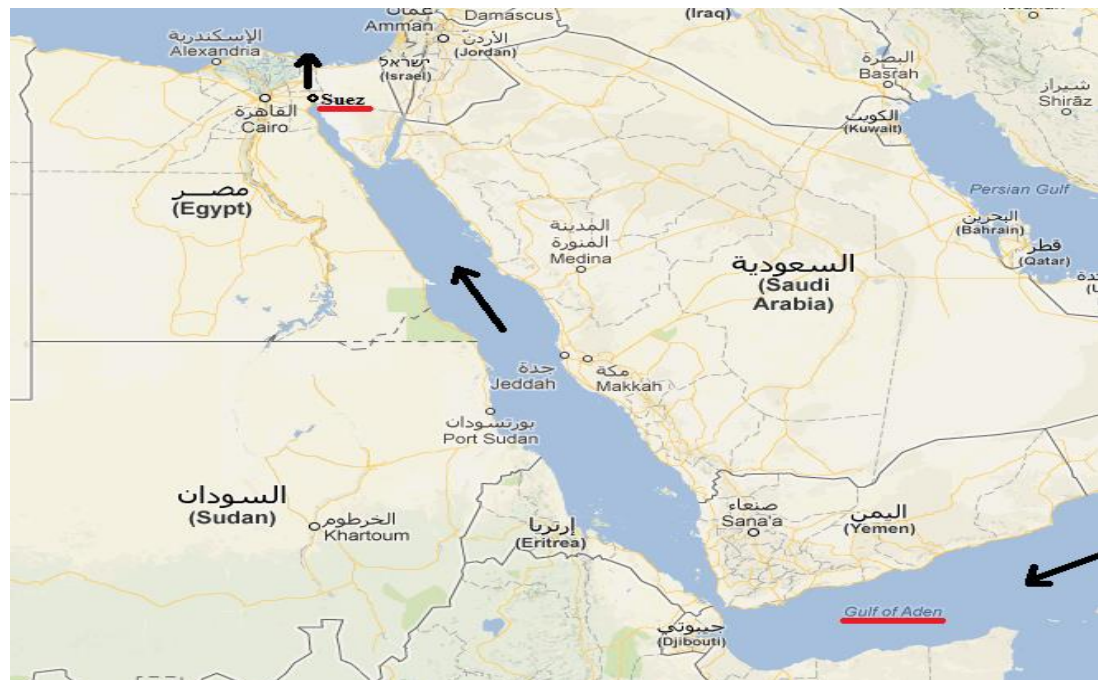 الإسكندرية
Alexandria
عمان
Amman
Damascus
(Iraq)
الأردن
(Jordan)
ישראל
(Israel)
البصرة
Basrah
شيراز
Shirāz
القاهرة
Cairo
Suez
الكويت
(Kuwait)
مصر
(Egypt)
Persian Gulf
البحرين
(Bahrain)
قطر
(Qatar)
المدينة
المنورة
Medina
السعودية
(Saudi
Arabia)
جدة
Jeddah
مكة
Makkah
بورتسودان
Port Sudan
السودان
(Sudan)
الخرطوم
Khartoum
إرتريا
(Eritrea)
صنعاء
Sana'a
اليمن
(Yemen)
Gulf of Aden
جيبوتي
(Djibouti)